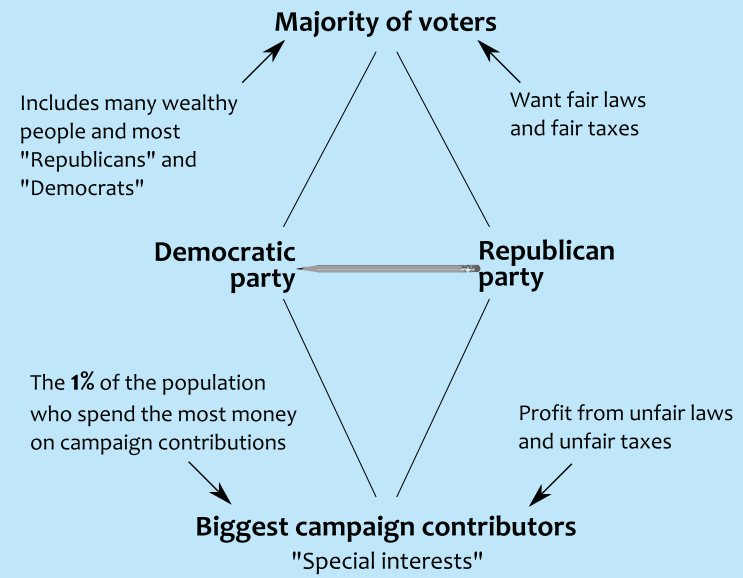 Majority of voters
Includes many wealthy
people and most
"Republicans" and
"Democrats"
Want fair laws
and fair taxes
Democratic
party
Republican
party
The 1% of the population
who spend the most money
on campaign contributions
Profit from unfair laws
and unfair taxes
Biggest campaign contributors
"Special interests"